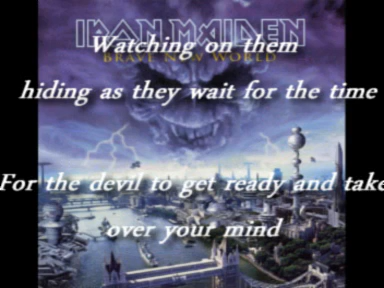 IRON MAIDEN
Watching on them
BRAVE NEW WORLD
hiding as they wait for the time
For the devil to get ready and take
over your mind